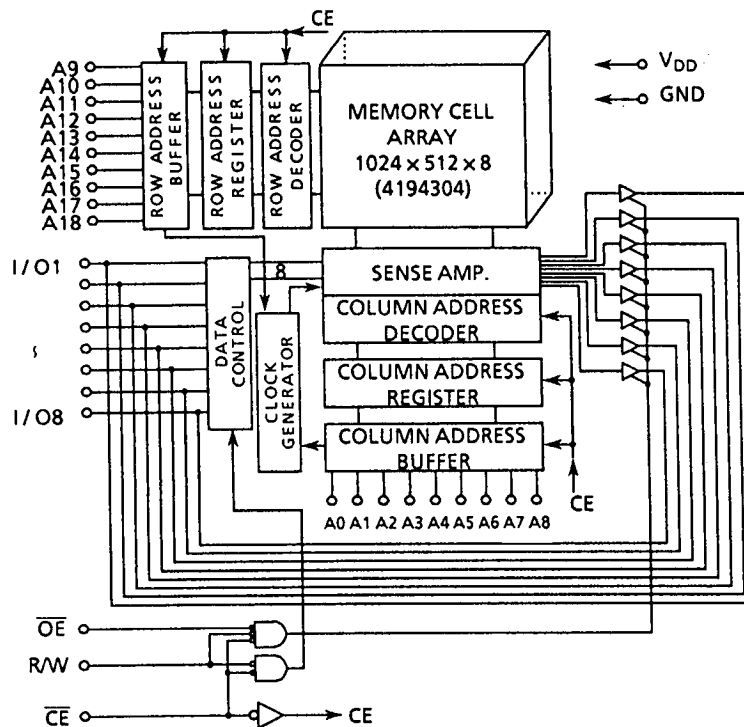 CE
A9
A10
A11
A12
A13
A14
A15
A16
A17
A18
ROW ADDRESS
BUFFER
ROW ADDRESS
REGISTER
ROW ADDRESS
DECODER
MEMORY CELL
ARRAY
1024 × 512 × 8
(4194304)
VDD
GND
I/O1
~
I/O8
DATA
CONTROL
8
CLOCK
GENERATOR
SENSE AMP.
COLUMN ADDRESS
DECODER
COLUMN ADDRESS
REGISTER
COLUMN ADDRESS
BUFFER
A0 A1 A2 A3 A4 A5 A6 A7 A8
CE
O̅E̅
R/W
C̅E̅
CE